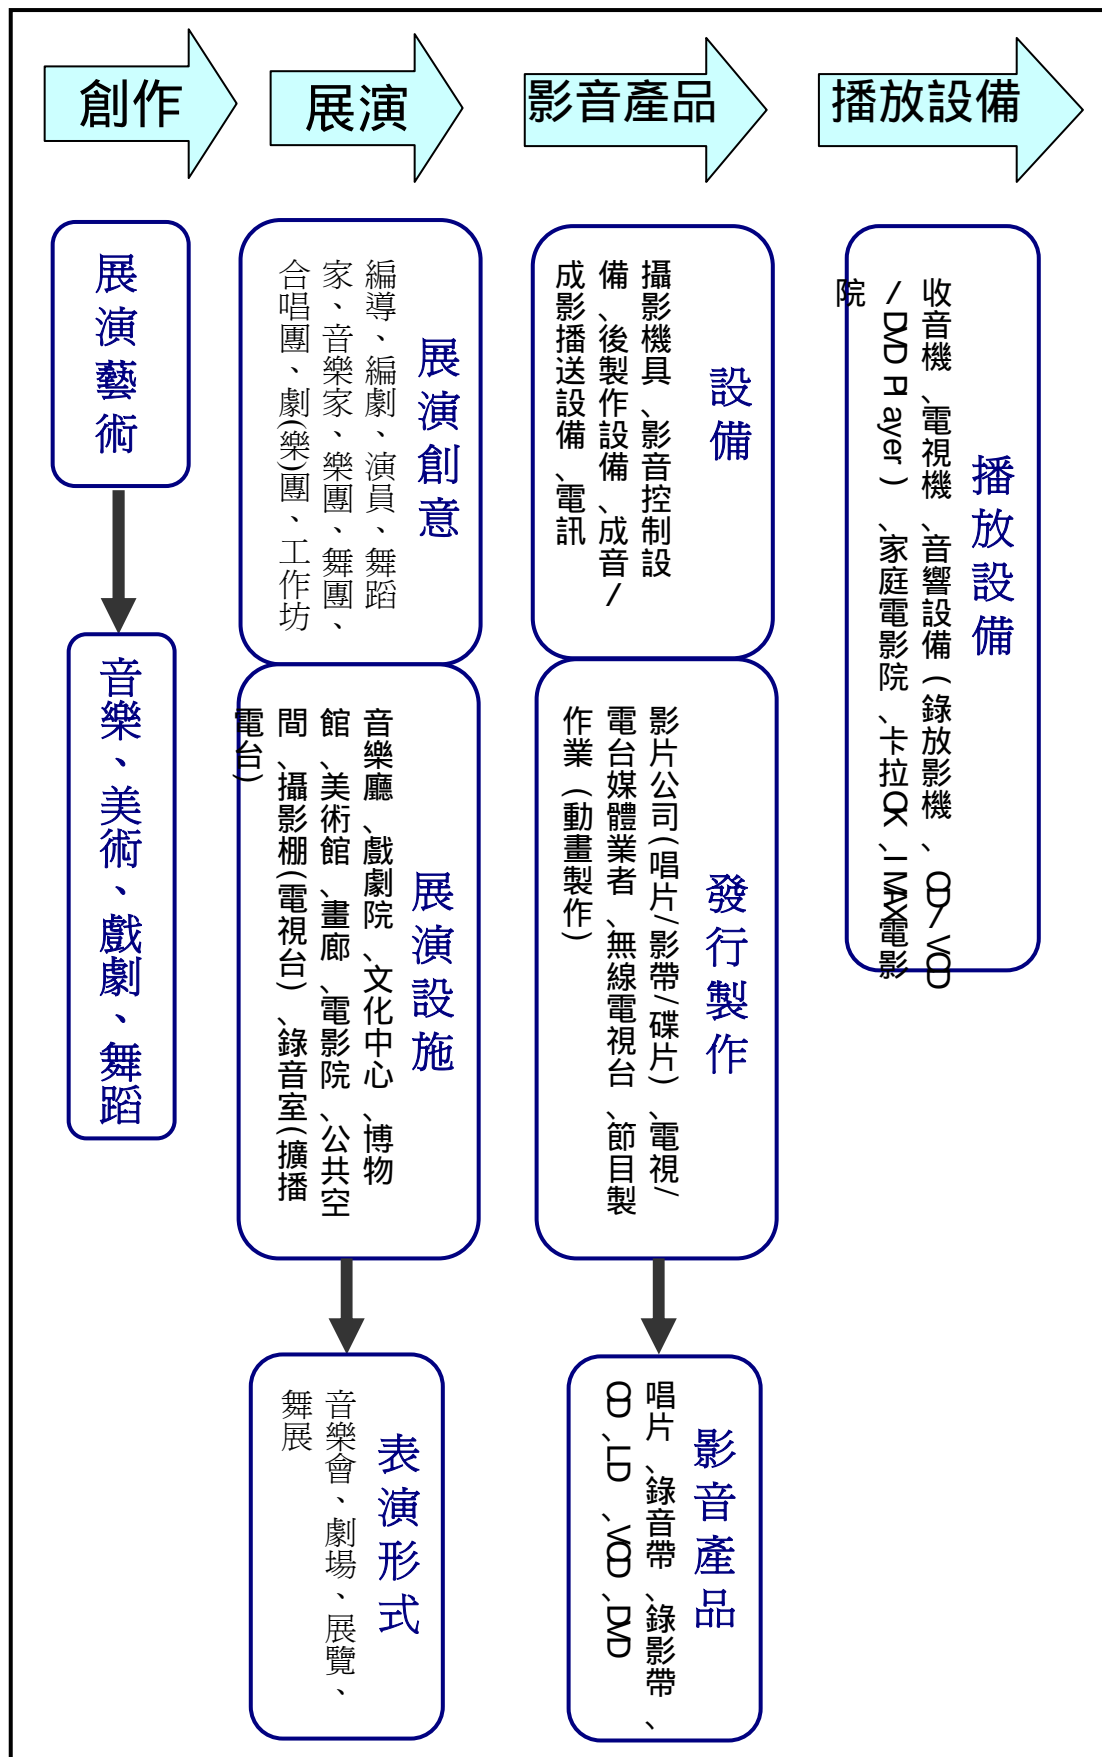 創作
展演
影音產品
播放設備
展演藝術
音樂、美術、戲劇、舞蹈
展演創意
編導、編劇、演員、舞蹈
家、音樂家、樂團、舞團、
合唱團、劇(樂)團、工作坊
展演設施
音樂廳、戲劇院、文化中心、博物
館、美術館、畫廊、電影院、公共空
間、攝影棚(電視台)、錄音室(擴播
電台)
表演形式
音樂會、劇場、展覽、
舞展
設備
攝影機具、影音控制設
備、後製作設備、成音/
成影播送設備、電訊
發行製作
影片公司(唱片/影帶/碟片)、電視/
電台媒體業者、無線電視台、節目製
作業(動畫製作)
影音產品
唱片、錄音帶、錄影帶、
CD、LD、VCD、DVD
播放設備
收音機、電視機、音響設備(錄放影機、CD/VCD
/DVD Player)、家庭電影院、卡拉OK、IMAX電影
院